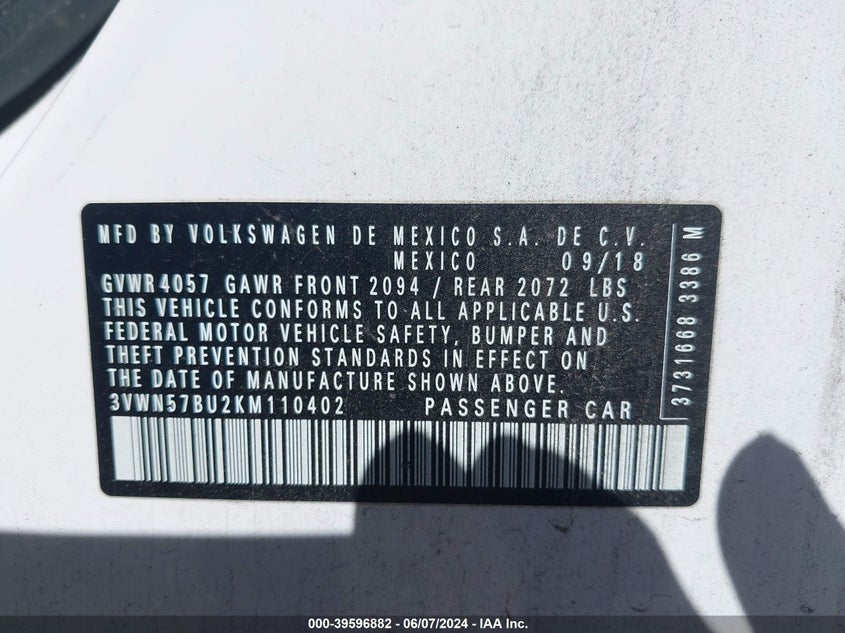 MFD BY VOLKSWAGEN DE MEXICO S.A. DE C.V.
MEXICO 09/18
GVWR 4057 GAWR FRONT 2094 / REAR 2072 LBS
THIS VEHICLE CONFORMS TO ALL APPLICABLE U.S.
FEDERAL MOTOR VEHICLE SAFETY, BUMPER AND
THEFT PREVENTION STANDARDS IN EFFECT ON
THE DATE OF MANUFACTURE SHOWN ABOVE.
3VWN57BU2KM110402 PASSENGER CAR
3731668 3386 M
000-39596882 - 06/07/2024 - IAA Inc.